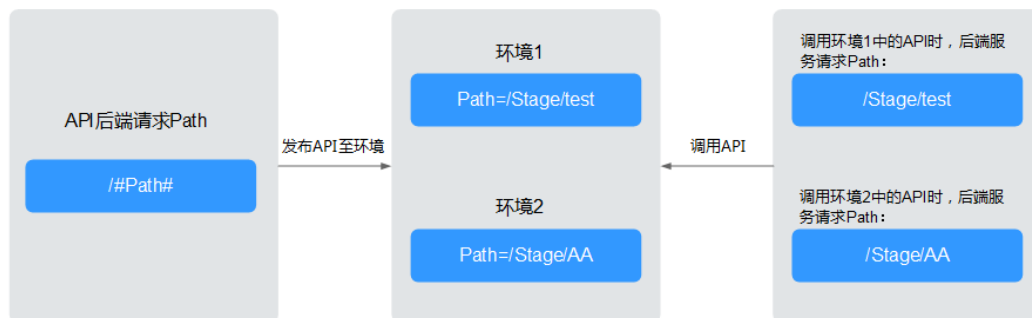 API后端请求Path
/#Path#
发布API至环境
环境1
Path=/Stage/test
环境2
Path=/Stage/AA
调用API
调用环境1中的API时，后端服
务请求Path：
/Stage/test
调用环境2中的API时，后端服
务请求Path：
/Stage/AA